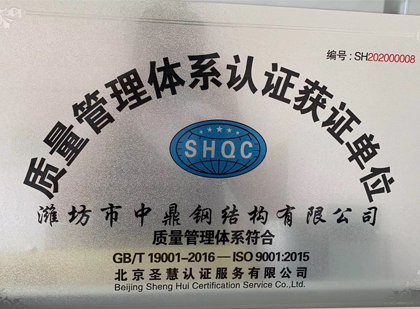 编号：SH202000008
质量管理体系认证获证单位
SHQC
潍坊市中鼎钢结构有限公司
质量管理体系符合
GB/T 19001-2016—ISO 9001:2015
北京圣慧认证服务有限公司
Beijing Sheng Hui Certification Service Co.,Ltd.